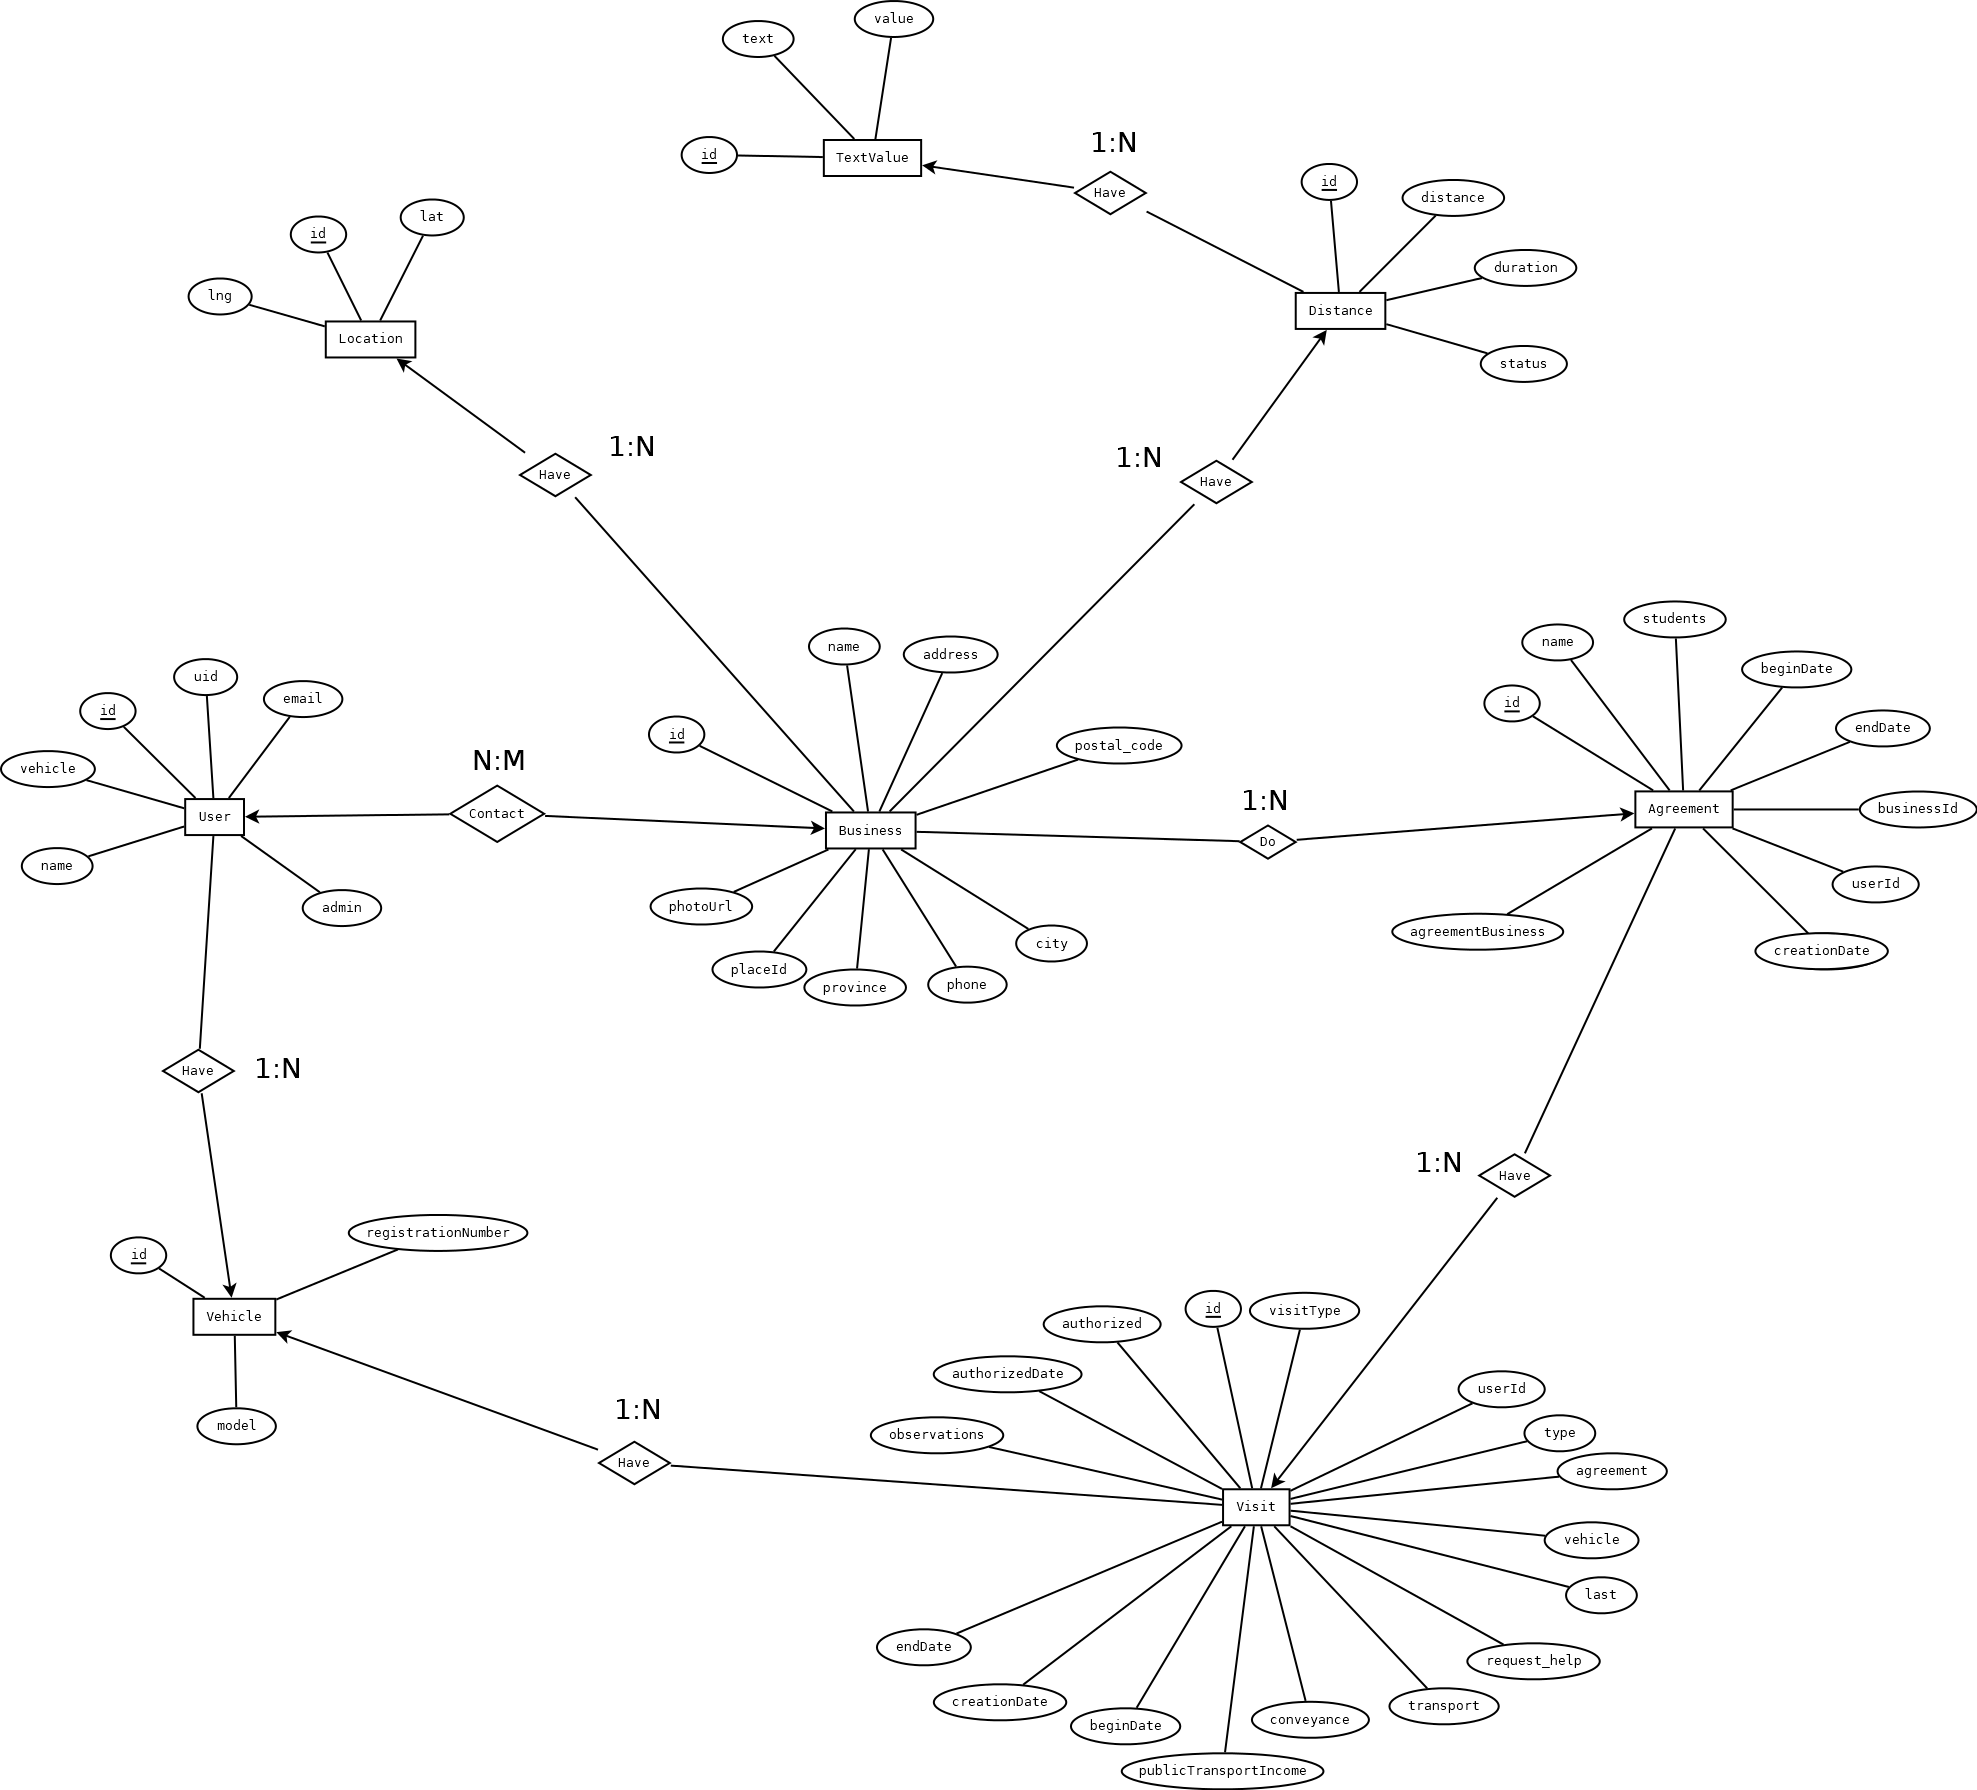 value
text
1:N
id
TextValue
id
Have
distance
lat
id
duration
lng
Distance
Location
status
1:N
1:N
Have
Have
students
name
name
address
beginDate
uid
email
id
id
endDate
id
postal_code
N:M
vehicle
1:N
businessId
User
Contact
Business
Do
Agreement
name
userId
admin
photoUrl
agreementBusiness
city
creationDate
placeId
province
phone
Have
1:N
1:N
Have
registrationNumber
id
Vehicle
id
visitType
authorized
authorizedDate
userId
1:N
model
observations
type
Have
agreement
Visit
vehicle
last
endDate
request_help
creationDate
transport
beginDate
conveyance
publicTransportIncome